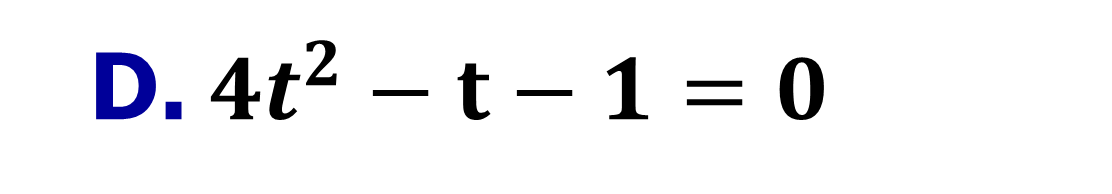 D. 4t² − t − 1 = 0